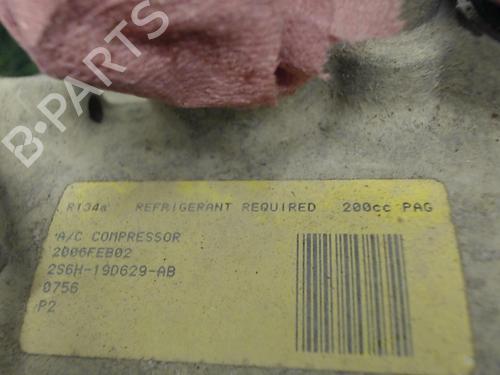 B-PARTS
R134a REFRIGERANT REQUIRED 200cc PAG
A/C COMPRESSOR
2006FEB02
2S6H-19D629-AB
0756
P2